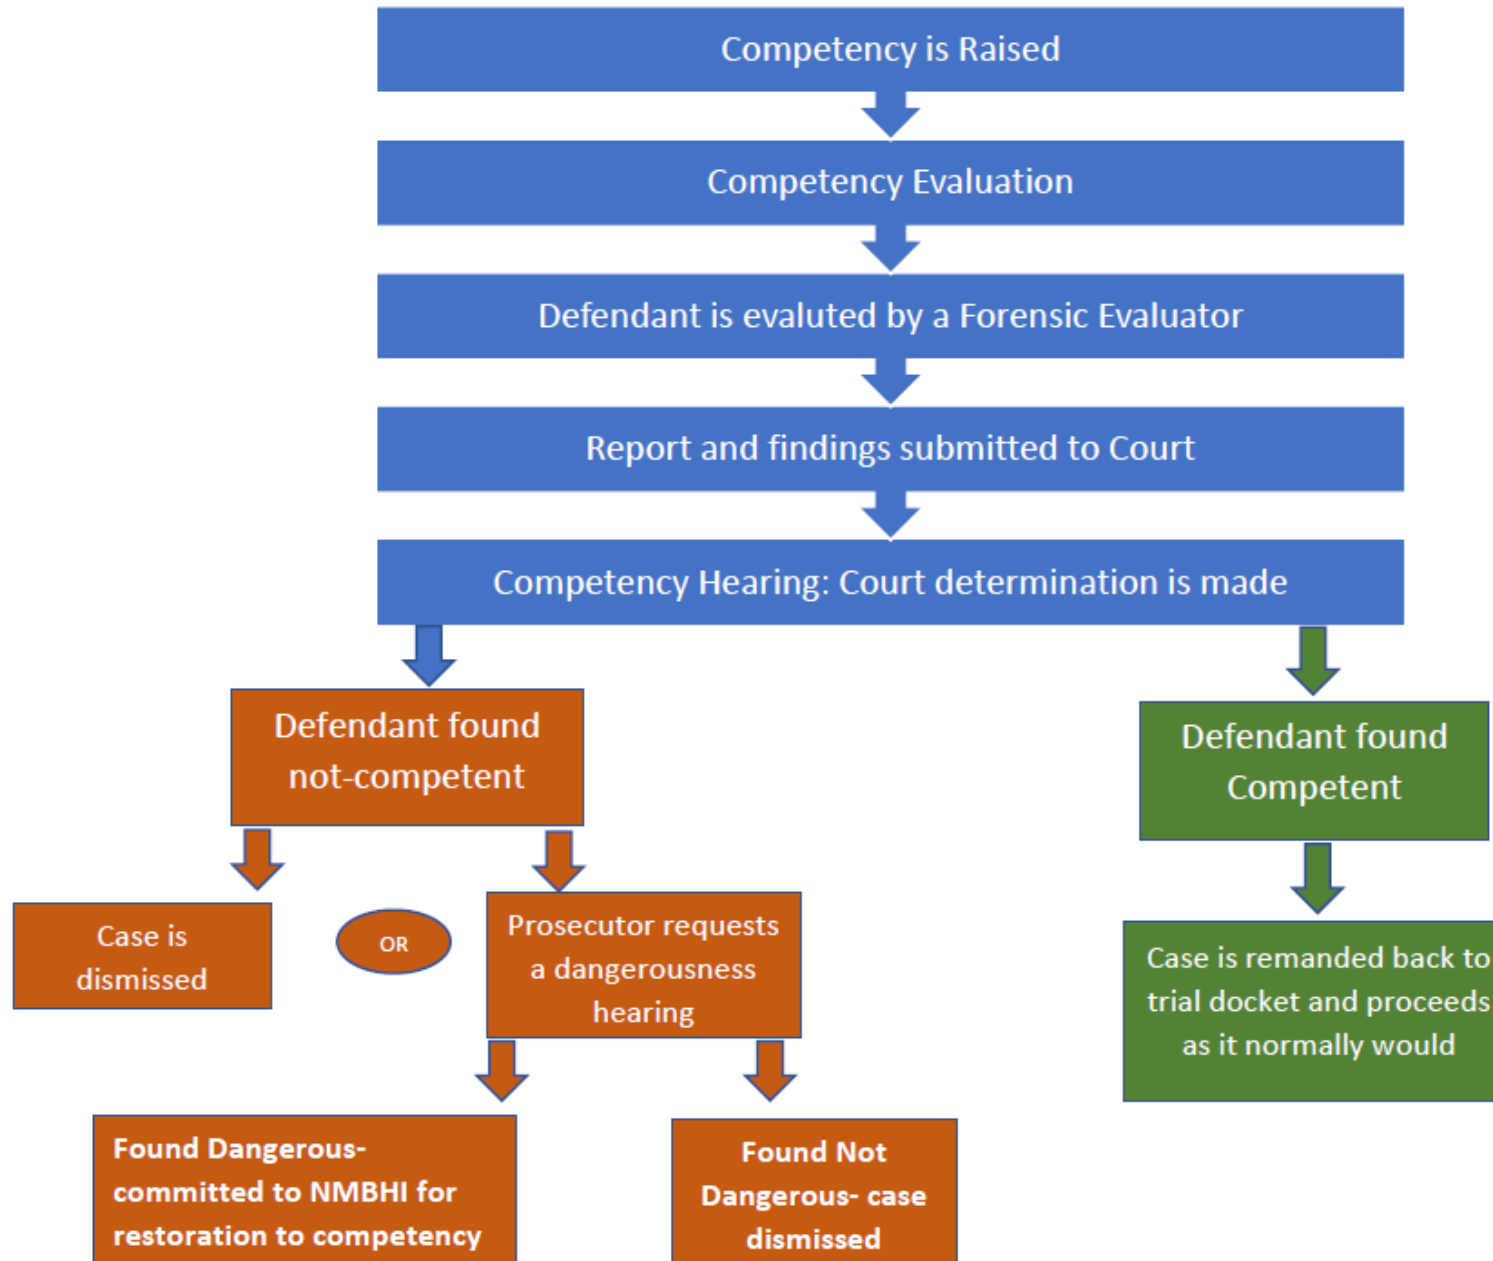 Competency is Raised
Competency Evaluation
Defendant is evaluted by a Forensic Evaluator
Report and findings submitted to Court
Competency Hearing: Court determination is made
Defendant found
not-competent
Defendant found
Competent
Case is
dismissed
OR
Prosecutor requests
a dangerousness
hearing
Case is remanded back to
trial docket and proceeds
as it normally would
Found Dangerous-
committed to NMBHI for
restoration to competency
Found Not
Dangerous- case
dismissed